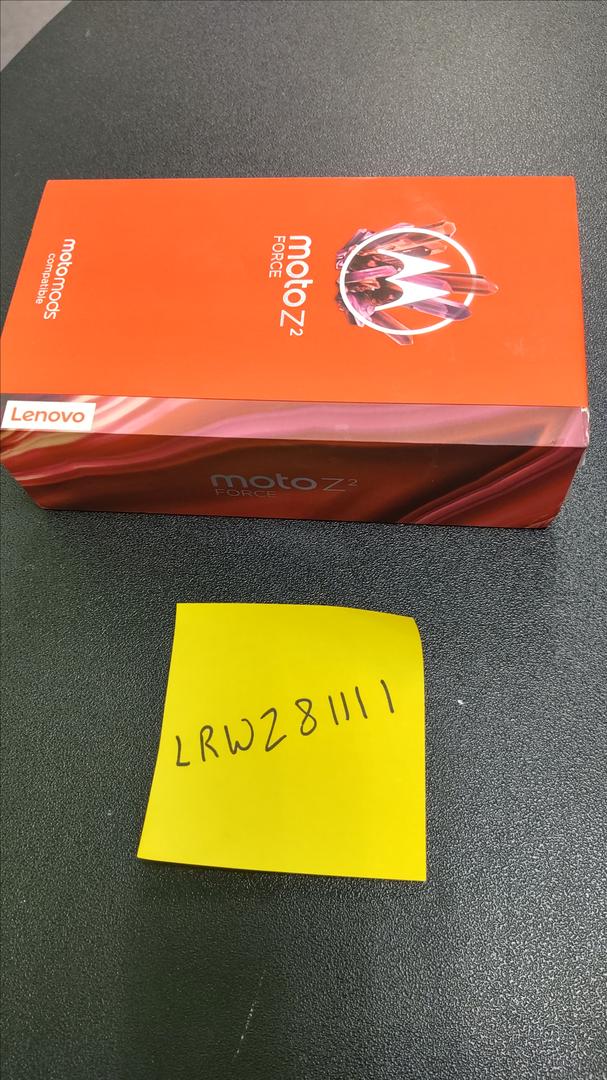 moto z²
FORCE
motomods
compatible
Lenovo
moto z²
FORCE
LRWZ81111